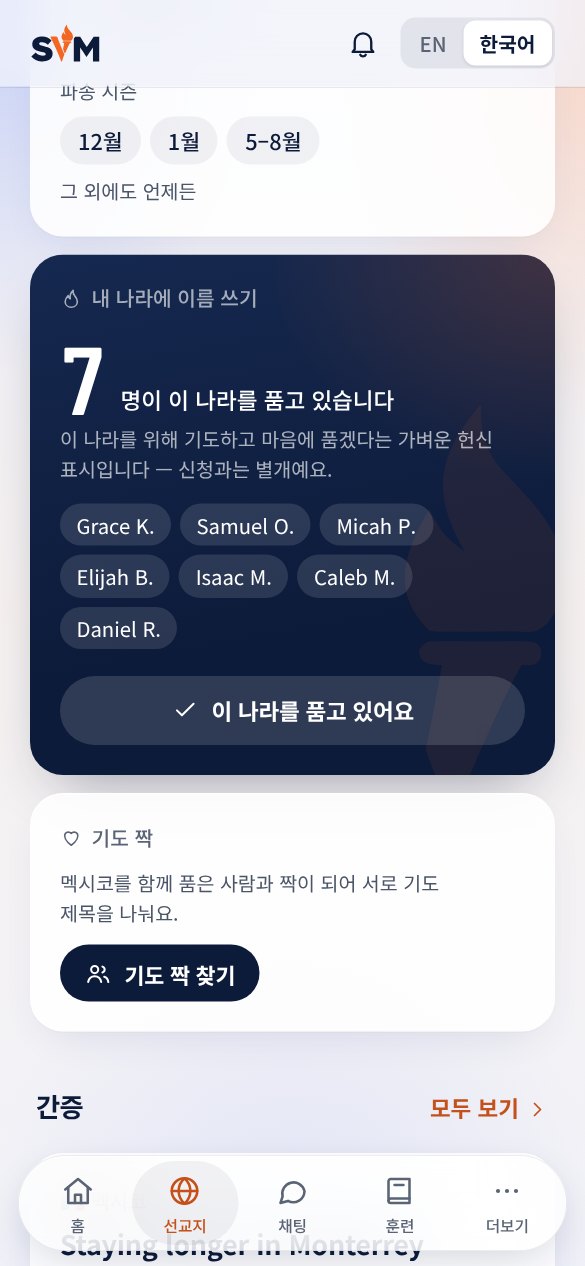 SVM
EN
한국어
파송 시즌
12월
1월
5–8월
그 외에도 언제든
내 나라에 이름 쓰기
7 명이 이 나라를 품고 있습니다
이 나라를 위해 기도하고 마음에 품겠다는 가벼운 헌신
표시입니다 — 신청과는 별개예요.
Grace K.
Samuel O.
Micah P.
Elijah B.
Isaac M.
Caleb M.
Daniel R.
이 나라를 품고 있어요
기도 짝
멕시코를 함께 품은 사람과 짝이 되어 서로 기도
제목을 나눠요.
기도 짝 찾기
간증
모두 보기
홈
선교지
채팅
훈련
더보기
Staying longer in Monterrey